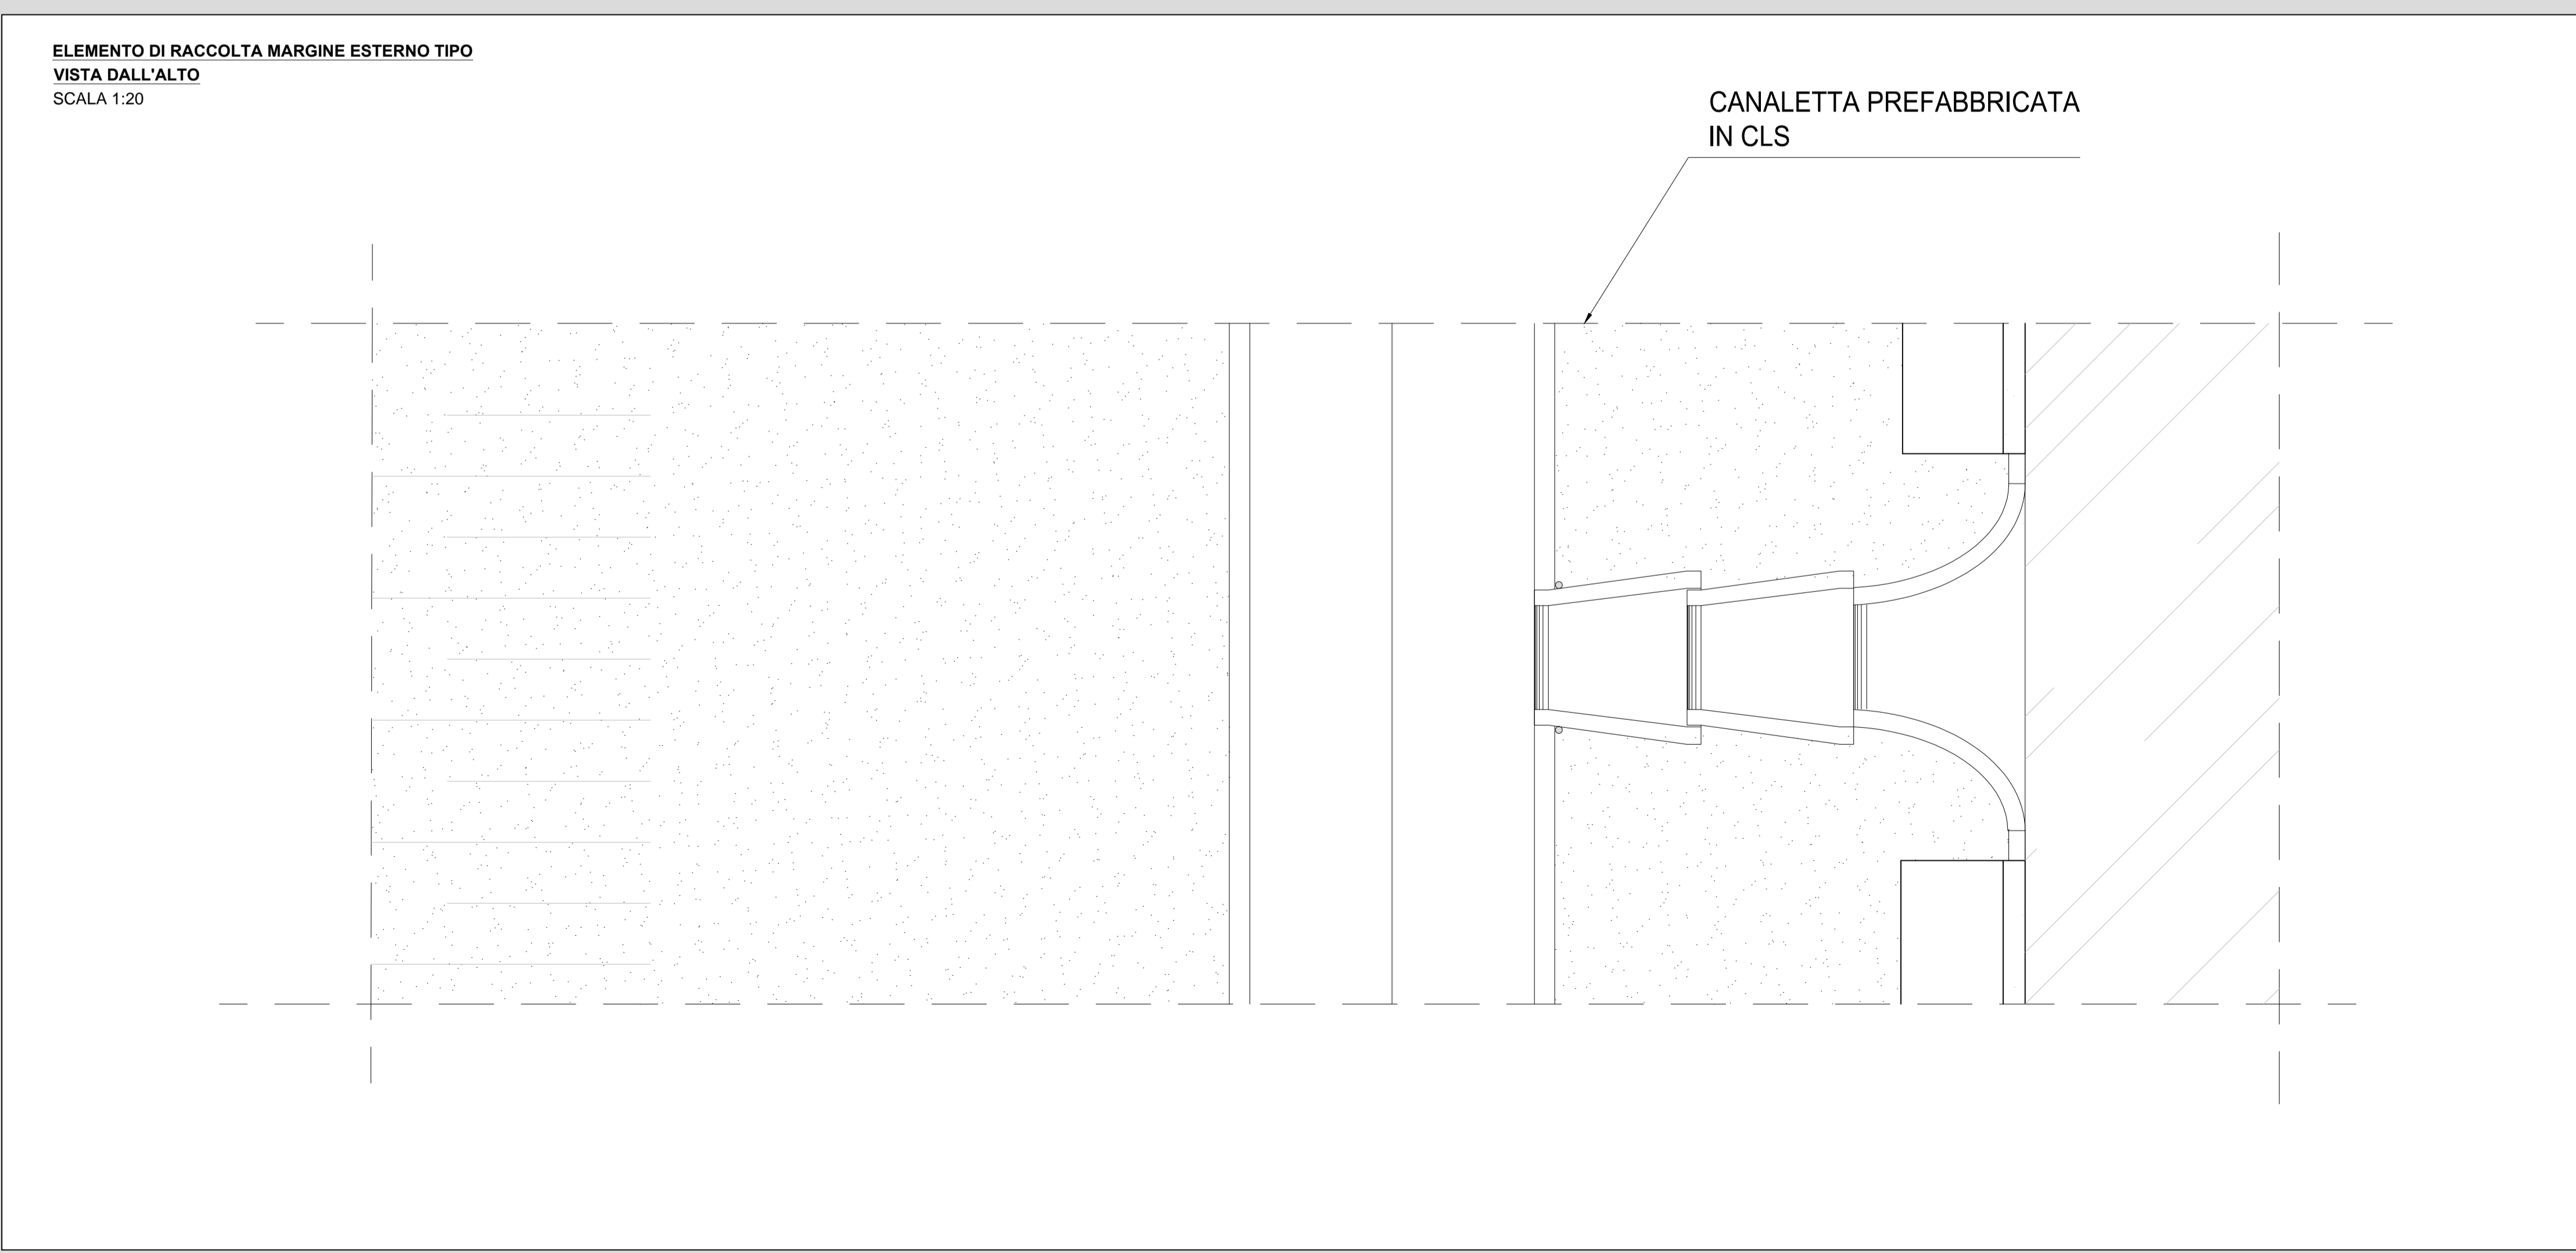 ELEMENTO DI RACCOLTA MARGINE ESTERNO TIPO
VISTA DALL'ALTO
SCALA 1:20
CANALETTA PREFABBRICATA
IN CLS